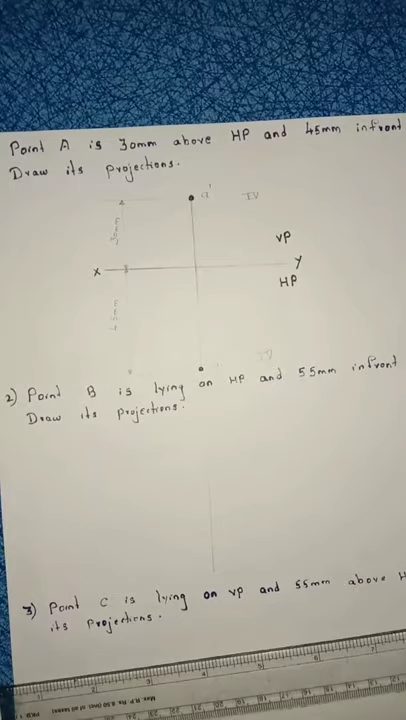 Point A is 30mm above HP and 45mm infront
Draw its projections.
a'
IV
30mm
VP
X
Y
HP
45mm
IV
2) Point B is lying on HP and 55mm infront
Draw its projections.
3) Point C is lying on VP and 55mm above H
its projections.